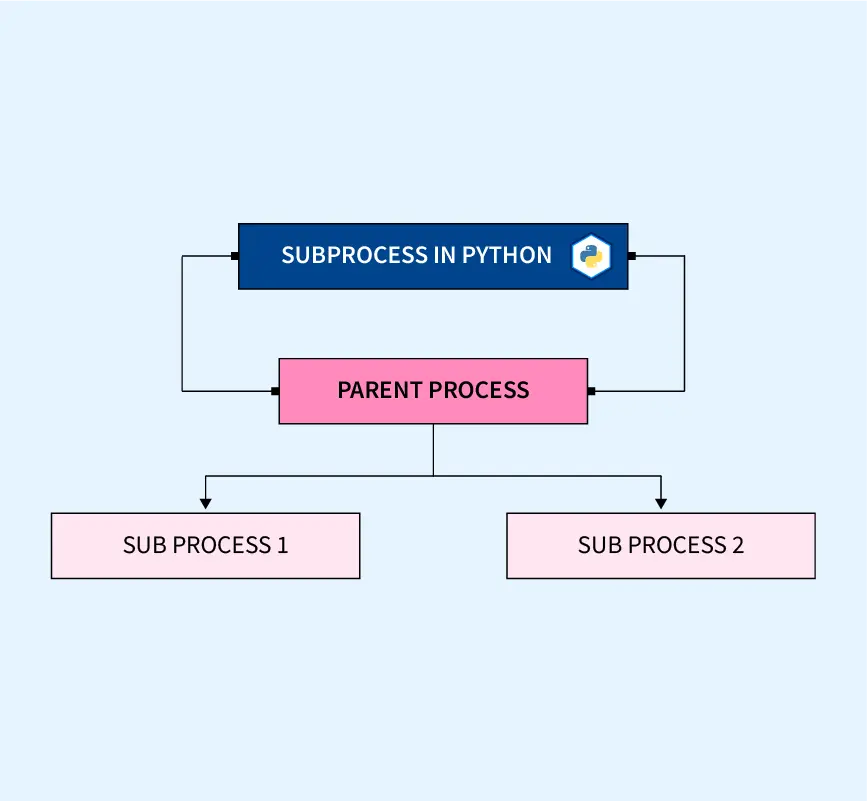 SUBPROCESS IN PYTHON
PARENT PROCESS
SUB PROCESS 1
SUB PROCESS 2